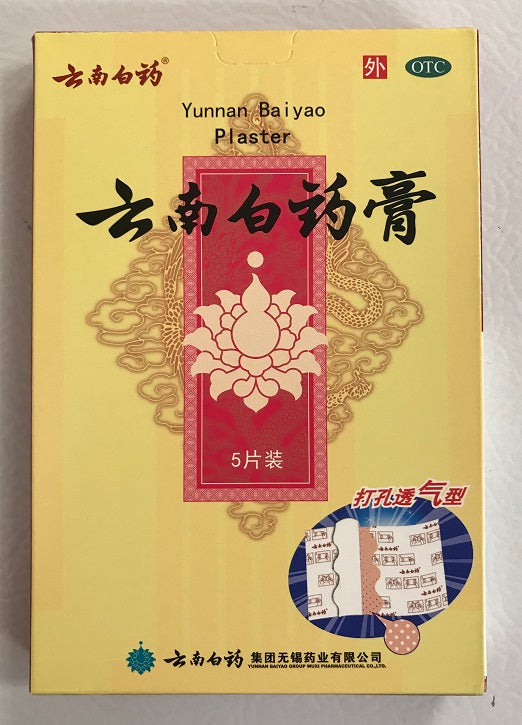 云南白药®
外
OTC
Yunnan Baiyao
Plaster
云南白药膏
5片装
打孔透气型
云南白药 集团无锡药业有限公司
YUNNAN BAIYAO GROUP WUXI PHARMACEUTICAL CO.,LTD.